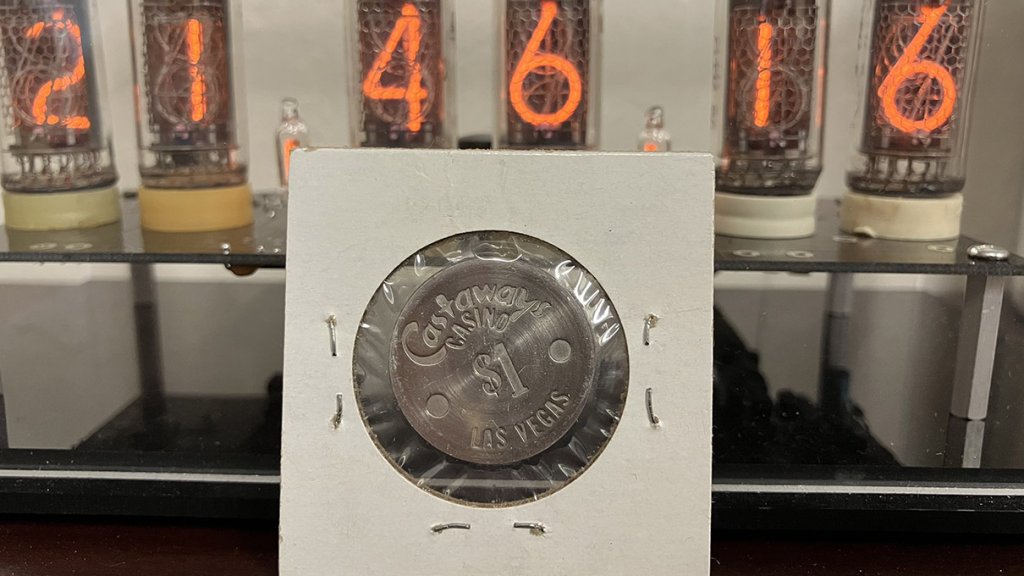 21 46 16
Castaways
CASINO
$1
LAS VEGAS